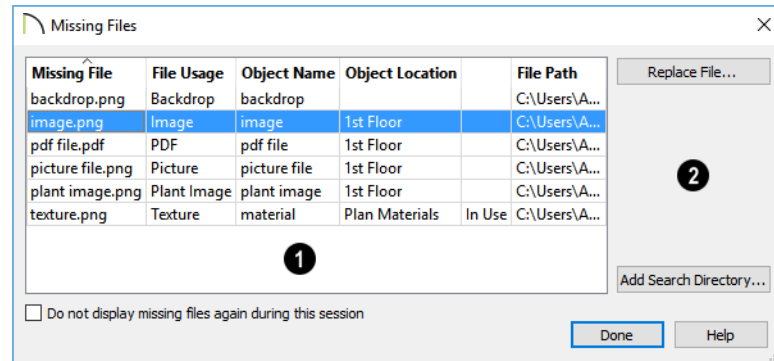 Missing Files
Missing File File Usage Object Name Object Location File Path
backdrop.png Backdrop backdrop C:\Users\A...
image.png Image image 1st Floor C:\Users\A...
pdf file.pdf PDF pdf file 1st Floor C:\Users\A...
picture file.png Picture picture file 1st Floor C:\Users\A...
plant image.png Plant Image plant image 1st Floor C:\Users\A...
texture.png Texture material Plan Materials In Use C:\Users\A...
1
Replace File...
2
Add Search Directory...
Do not display missing files again during this session
Done Help